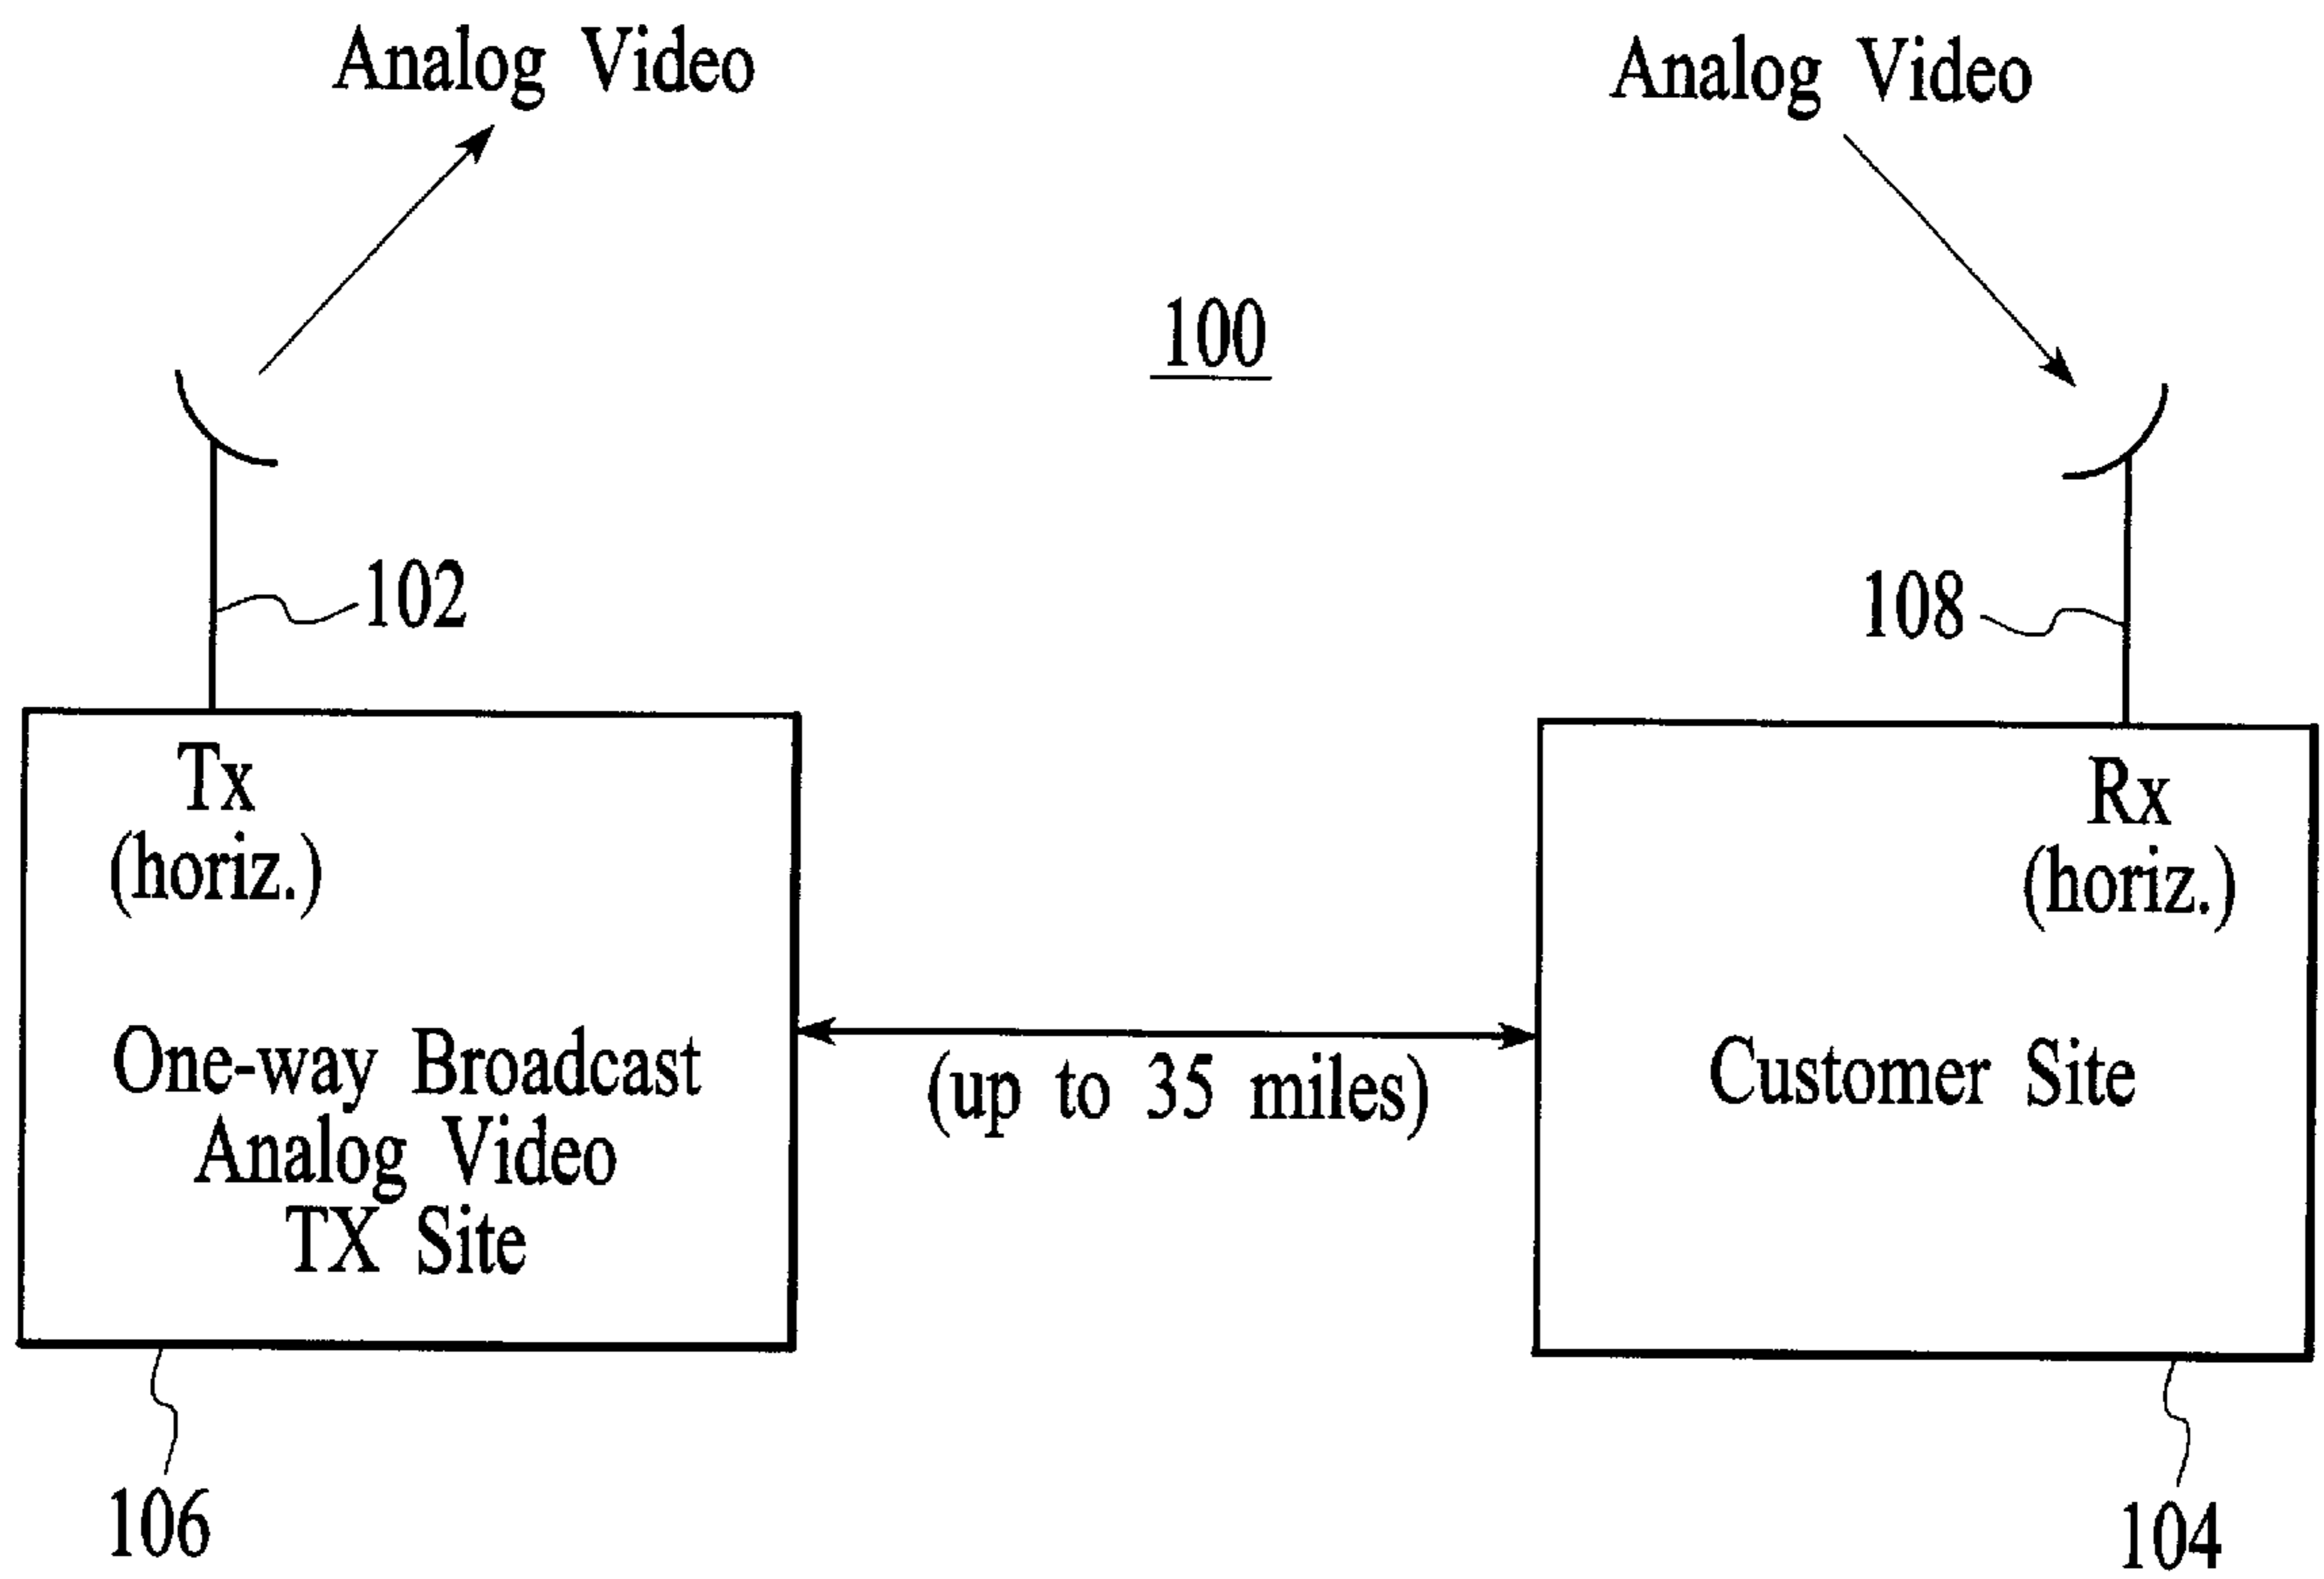 Analog Video
Analog Video
100
102
108
Tx
(horiz.)
Rx
(horiz.)
One-way Broadcast
Analog Video
TX Site
(up to 35 miles)
Customer Site
106
104